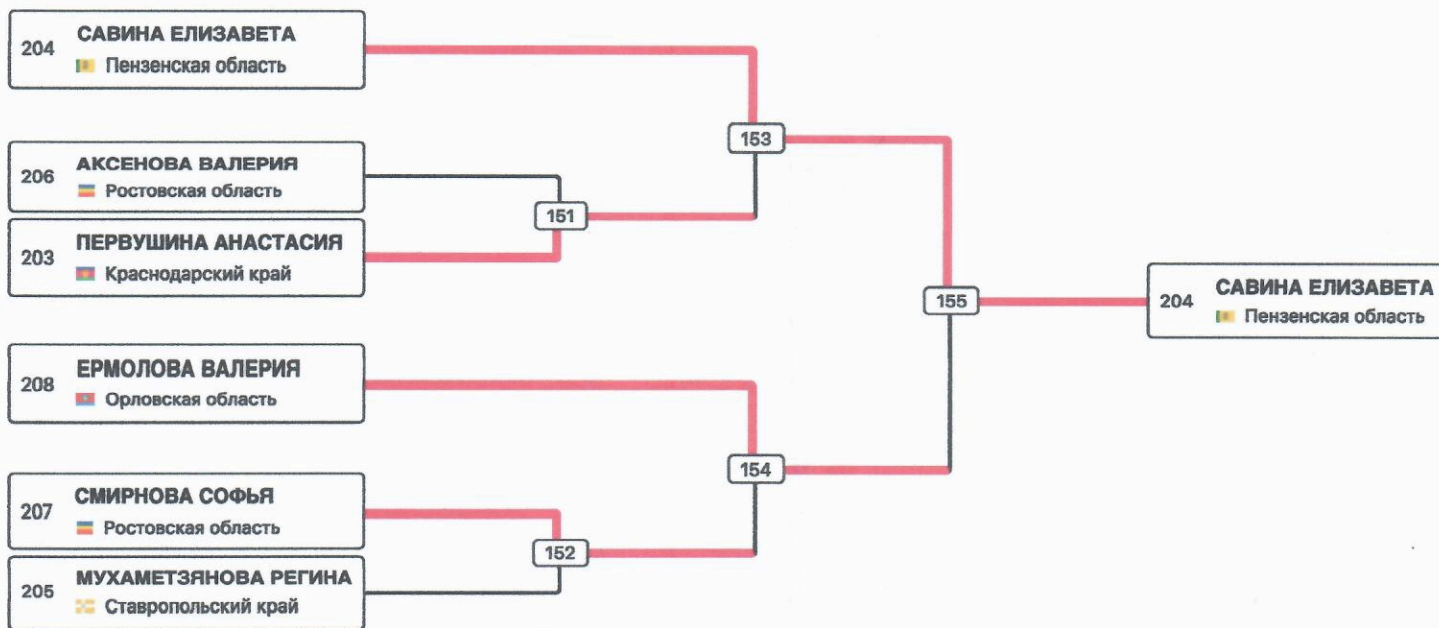 204
САВИНА ЕЛИЗАВЕТА
Пензенская область
206
АКСЕНОВА ВАЛЕРИЯ
Ростовская область
203
ПЕРВУШИНА АНАСТАСИЯ
Краснодарский край
208
ЕРМОЛОВА ВАЛЕРИЯ
Орловская область
207
СМИРНОВА СОФЬЯ
Ростовская область
205
МУХАМЕТЗЯНОВА РЕГИНА
Ставропольский край
151
152
153
154
155
204
САВИНА ЕЛИЗАВЕТА
Пензенская область